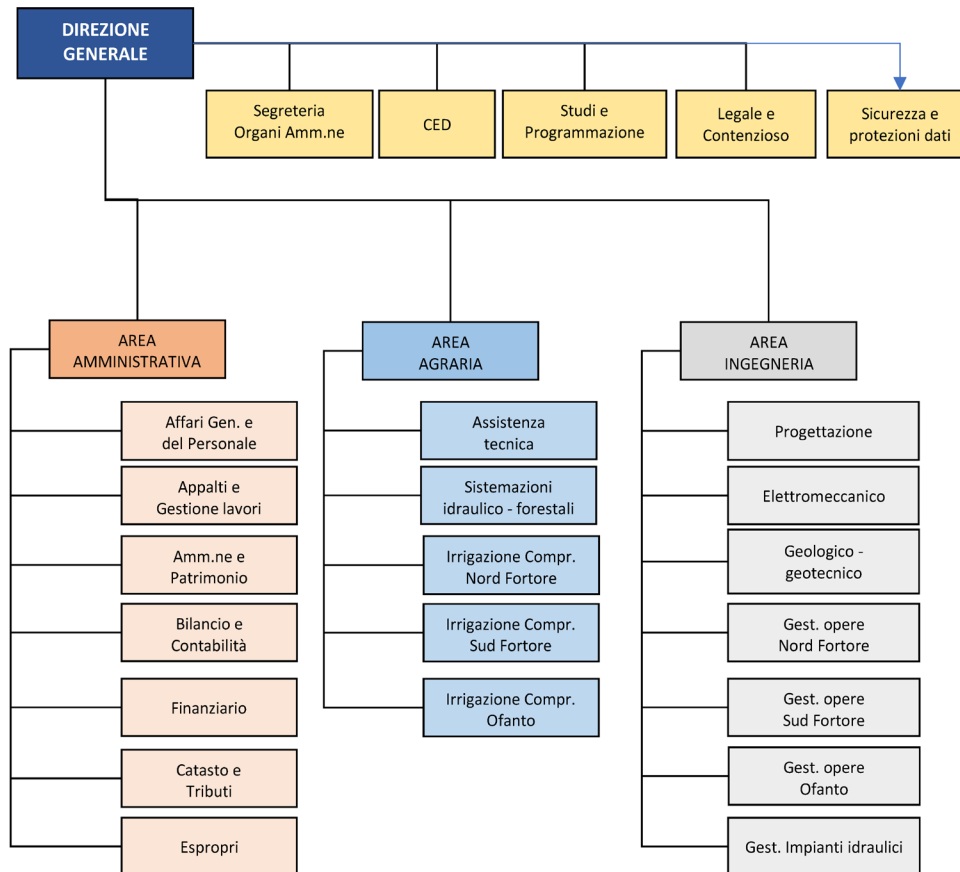 DIREZIONE
GENERALE
Segreteria
Organi Amm.ne
CED
Studi e
Programmazione
Legale e
Contenzioso
Sicurezza e
protezioni dati
AREA
AMMINISTRATIVA
Affari Gen. e
del Personale
Appalti e
Gestione lavori
Amm.ne e
Patrimonio
Bilancio e
Contabilità
Finanziario
Catasto e
Tributi
Espropri
AREA
AGRARIA
Assistenza
tecnica
Sistemazioni
idraulico - forestali
Irrigazione Compr.
Nord Fortore
Irrigazione Compr.
Sud Fortore
Irrigazione Compr.
Ofanto
AREA
INGEGNERIA
Progettazione
Elettromeccanico
Geologico -
geotecnico
Gest. opere
Nord Fortore
Gest. opere
Sud Fortore
Gest. opere
Ofanto
Gest. Impianti idraulici